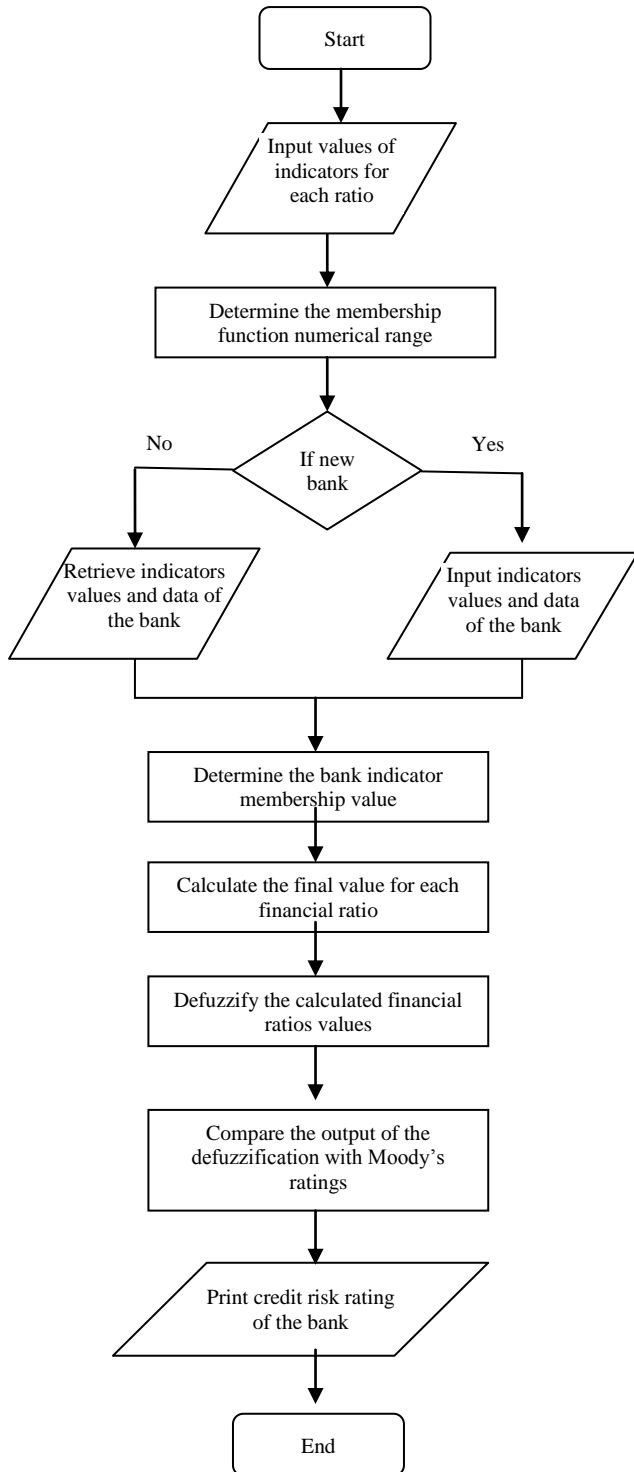 Start
Input values of
indicators for
each ratio
Determine the membership
function numerical range
No
Yes
If new
bank
Retrieve indicators
values and data of
the bank
Input indicators
values and data
of the bank
Determine the bank indicator
membership value
Calculate the final value for each
financial ratio
Defuzzify the calculated financial
ratios values
Compare the output of the
defuzzification with Moody’s
ratings
Print credit risk rating
of the bank
End